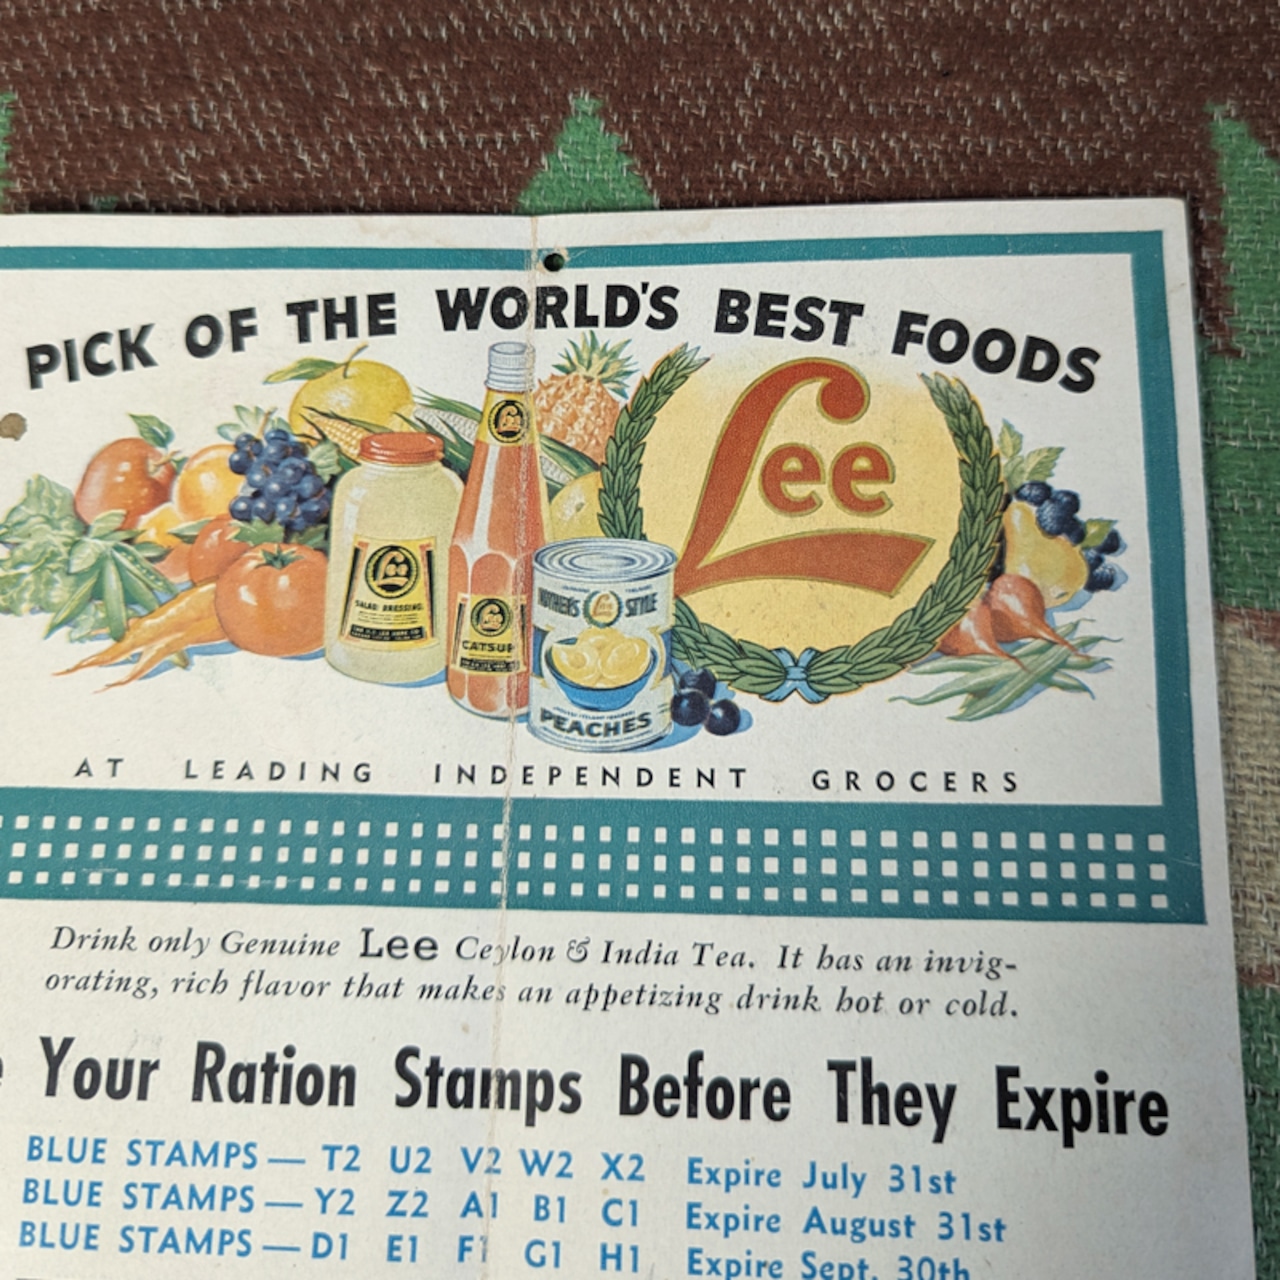 PICK OF THE WORLD'S BEST FOODS
Lee
Lee
SALAD DRESSING
Lee
CATSUP
MOTHER'S Lee STYLE
PEACHES
AT LEADING INDEPENDENT GROCERS
Drink only Genuine Lee Ceylon & India Tea. It has an invig-
orating, rich flavor that makes an appetizing drink hot or cold.
Your Ration Stamps Before They Expire
BLUE STAMPS — T2 U2 V2 W2 X2 Expire July 31st
BLUE STAMPS — Y2 Z2 A1 B1 C1 Expire August 31st
BLUE STAMPS — D1 E1 F1 G1 H1 Expire Sept. 30th